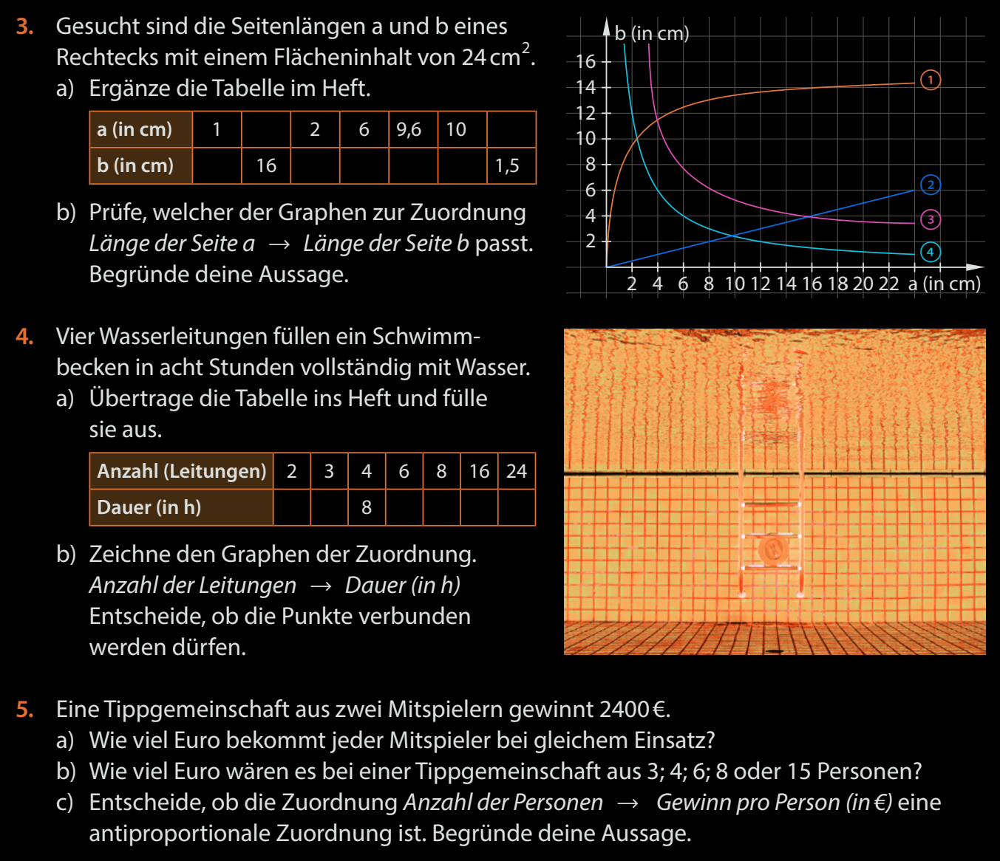 3. Gesucht sind die Seitenlängen a und b eines
Rechtecks mit einem Flächeninhalt von 24 cm².
a) Ergänze die Tabelle im Heft.
a (in cm) 1 2 6 9,6 10
b (in cm) 16 1,5
b) Prüfe, welcher der Graphen zur Zuordnung
Länge der Seite a → Länge der Seite b passt.
Begründe deine Aussage.
b (in cm)
16
14
12
10
8
6
4
2
2 4 6 8 10 12 14 16 18 20 22 a (in cm)
1
2
3
4
4. Vier Wasserleitungen füllen ein Schwimm-
becken in acht Stunden vollständig mit Wasser.
a) Übertrage die Tabelle ins Heft und fülle
sie aus.
Anzahl (Leitungen) 2 3 4 6 8 16 24
Dauer (in h) 8
b) Zeichne den Graphen der Zuordnung.
Anzahl der Leitungen → Dauer (in h)
Entscheide, ob die Punkte verbunden
werden dürfen.
5. Eine Tippgemeinschaft aus zwei Mitspielern gewinnt 2400 €.
a) Wie viel Euro bekommt jeder Mitspieler bei gleichem Einsatz?
b) Wie viel Euro wären es bei einer Tippgemeinschaft aus 3; 4; 6; 8 oder 15 Personen?
c) Entscheide, ob die Zuordnung Anzahl der Personen → Gewinn pro Person (in €) eine
antiproportionale Zuordnung ist. Begründe deine Aussage.